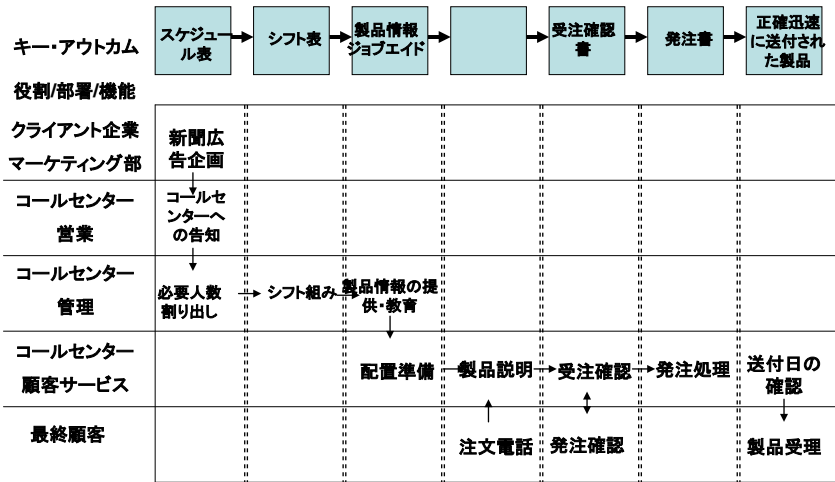 キー・アウトカム
スケジュー
ル表
シフト表
製品情報
ジョブエイド
受注確認
書
発注書
正確迅速
に送付され
た製品
役割/部署/機能
クライアント企業
マーケティング部
新聞広
告企画
コールセンター
営業
コールセ
ンターへ
の告知
コールセンター
管理
必要人数
割り出し
シフト組み
製品情報の提
供・教育
コールセンター
顧客サービス
配置準備
製品説明
受注確認
発注処理
送付日の
確認
最終顧客
注文電話
発注確認
製品受理